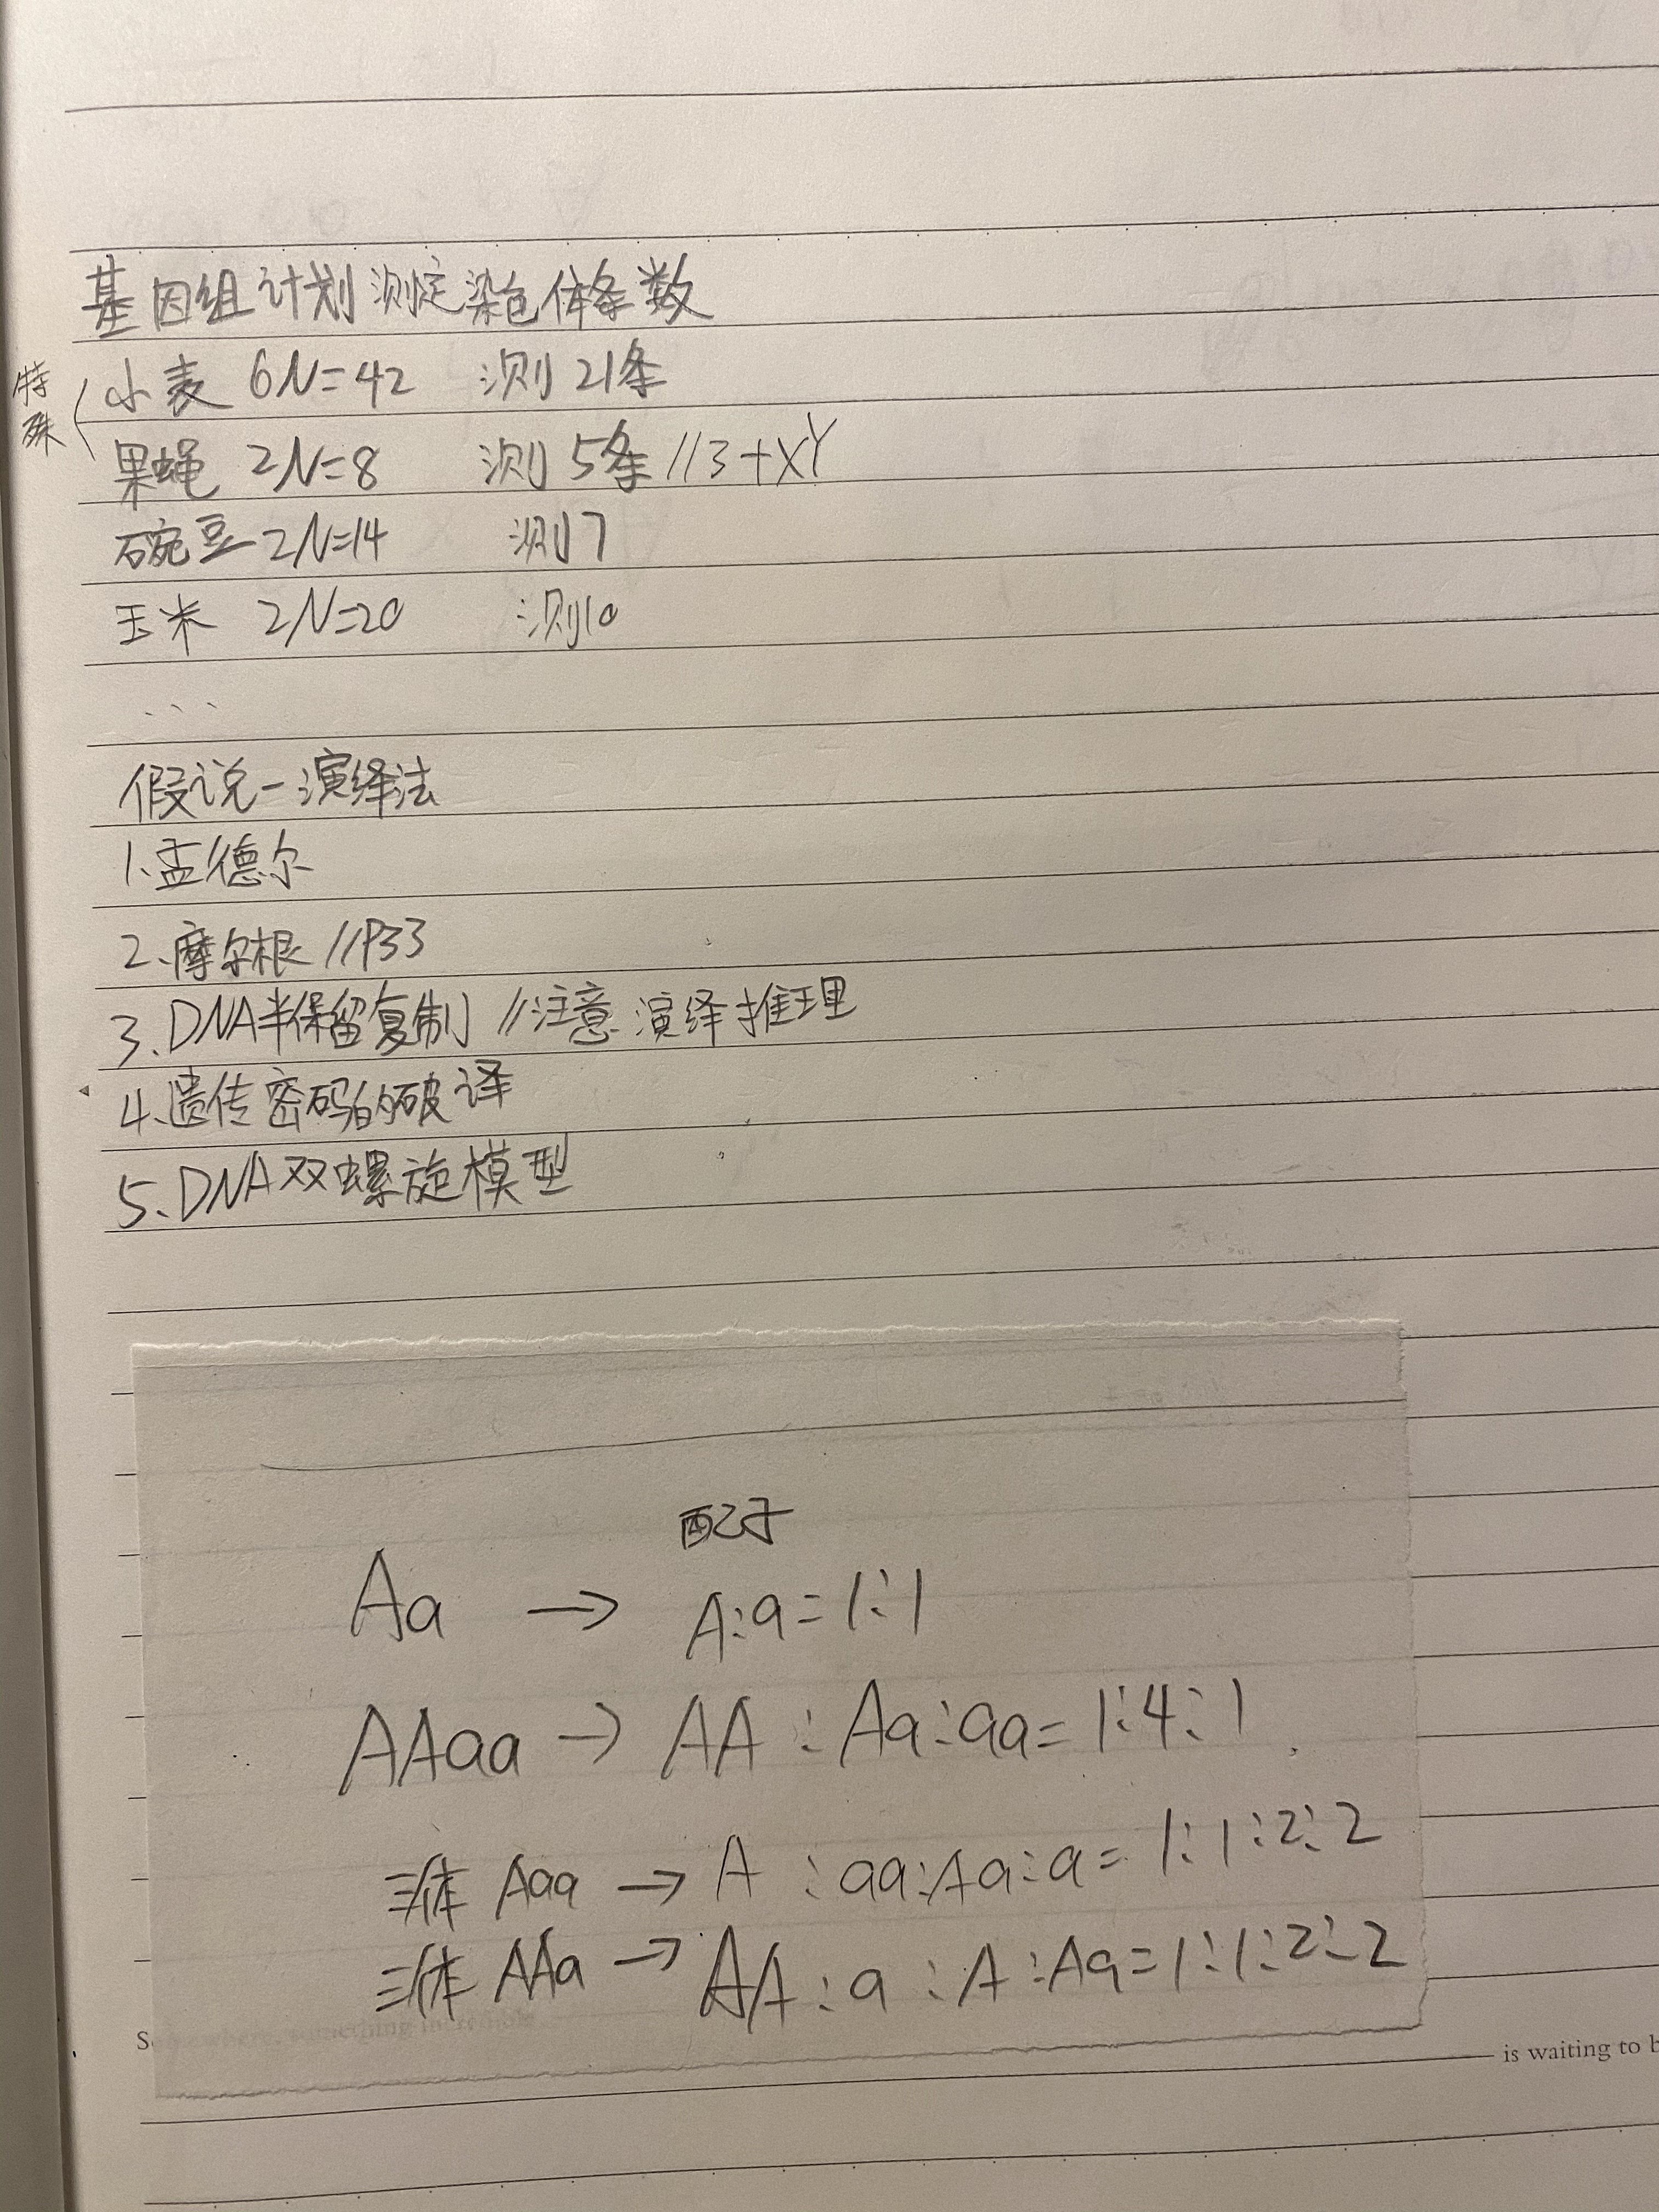 基因组计划测定染色体条数
特殊
小麦 6N=42 测21条
果蝇 2N=8 测5条 //3+XY
豌豆 2N=14 测7
玉米 2N=20 测10
、、、
假说-演绎法
1.孟德尔
2.摩尔根 //P33
3.DNA半保留复制 //注意演绎推理
4.遗传密码的破译
5.DNA双螺旋模型
配子
Aa → A:a=1:1
AAaa → AA:Aa:aa=1:4:1
三体 Aaa → A:aa:Aa:a=1:1:2:2
三体 AAa → AA:a:A:Aa=1:1:2:2
is waiting to